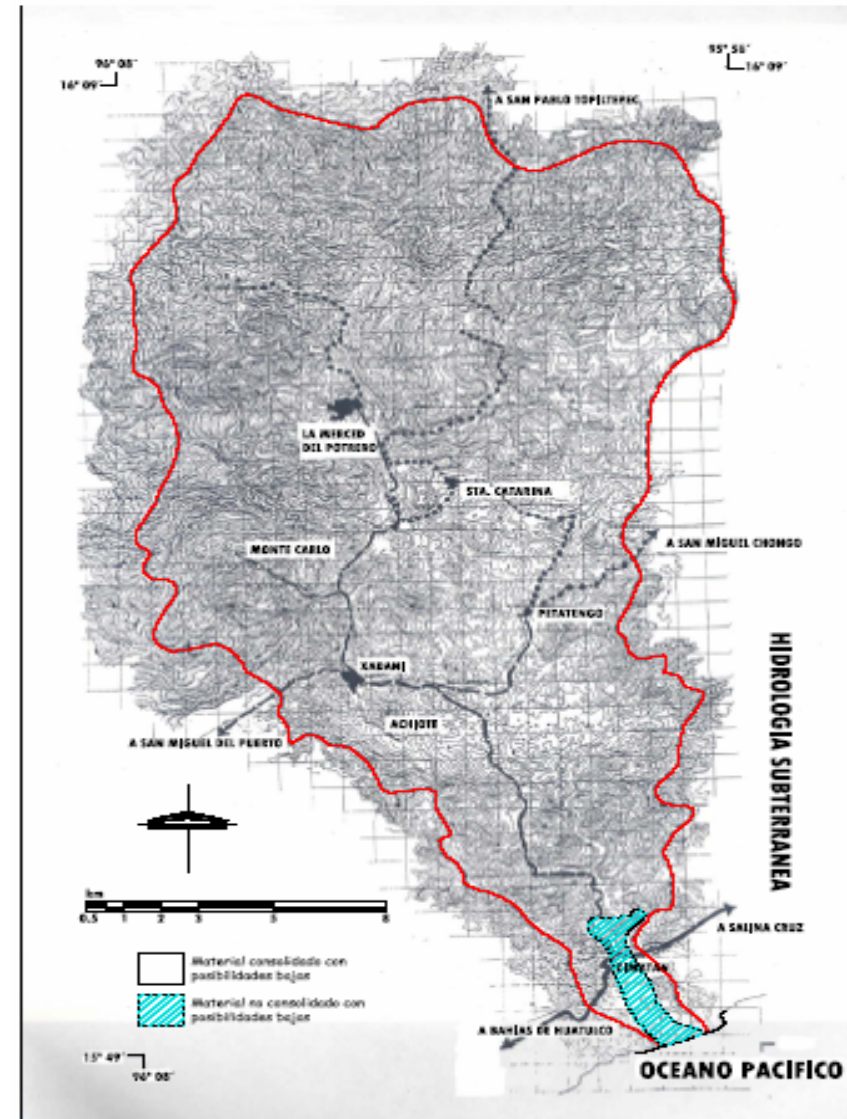 96° 08´
16° 09´
95° 58´
16° 09´
A SAN PABLO TOPILTEPEC
LA MERCED
DEL POTRERO
STA. CATARINA
MONTE CARLO
A SAN MIGUEL CHONGO
PETATENGO
XADANI
ACHIOTE
A SAN MIGUEL DEL PUERTO
HIDROLOGIA SUBTERRANEA
km
0.5 1 2 3 5 8
A SALINA CRUZ
Material consolidado con
posibilidades bajas
Material no consolidado con
posibilidades bajas
A BAHÍAS DE HUATULCO
15° 49´
96° 08´
OCEANO PACÍFICO